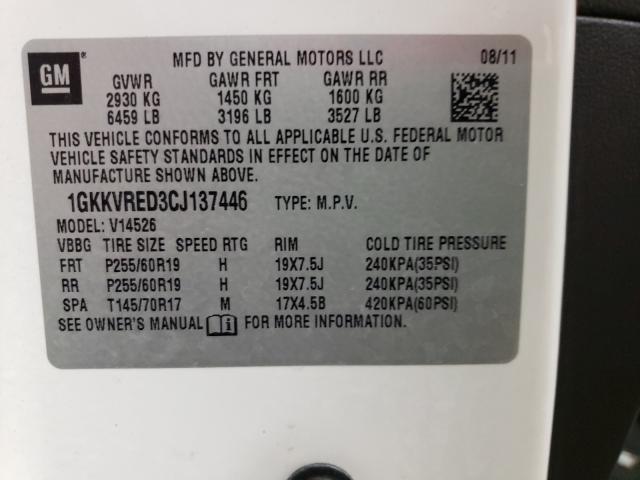 GM
MFD BY GENERAL MOTORS LLC 08/11
GVWR GAWR FRT GAWR RR
2930 KG 1450 KG 1600 KG
6459 LB 3196 LB 3527 LB
THIS VEHICLE CONFORMS TO ALL APPLICABLE U.S. FEDERAL MOTOR
VEHICLE SAFETY STANDARDS IN EFFECT ON THE DATE OF
MANUFACTURE SHOWN ABOVE.
1GKKVRED3CJ137446 TYPE: M.P.V.
MODEL: V14526
VBBG TIRE SIZE SPEED RTG RIM COLD TIRE PRESSURE
FRT P255/60R19 H 19X7.5J 240KPA(35PSI)
RR P255/60R19 H 19X7.5J 240KPA(35PSI)
SPA T145/70R17 M 17X4.5B 420KPA(60PSI)
SEE OWNER'S MANUAL i FOR MORE INFORMATION.